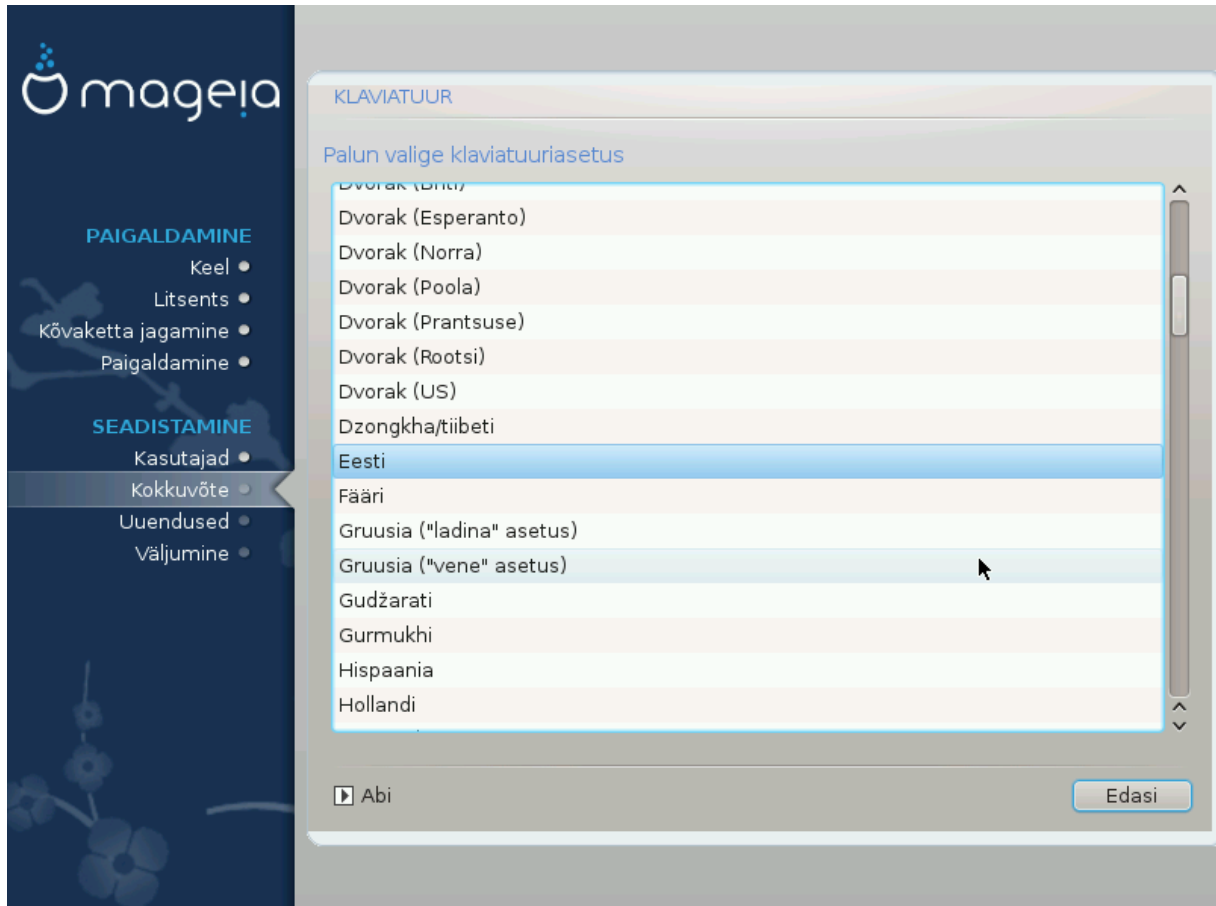 mageia
PAIGALDAMINE
Keel
Litsents
Kõvaketta jagamine
Paigaldamine
SEADISTAMINE
Kasutajad
Kokkuvõte
Uuendused
Väljumine
KLAVIATUUR
Palun valige klaviatuuriasetus
Dvorak (Briti)
Dvorak (Esperanto)
Dvorak (Norra)
Dvorak (Poola)
Dvorak (Prantsuse)
Dvorak (Rootsi)
Dvorak (US)
Dzongkha/tiibeti
Eesti
Fääri
Gruusia ("ladina" asetus)
Gruusia ("vene" asetus)
Gudžarati
Gurmukhi
Hispaania
Hollandi
Abi
Edasi